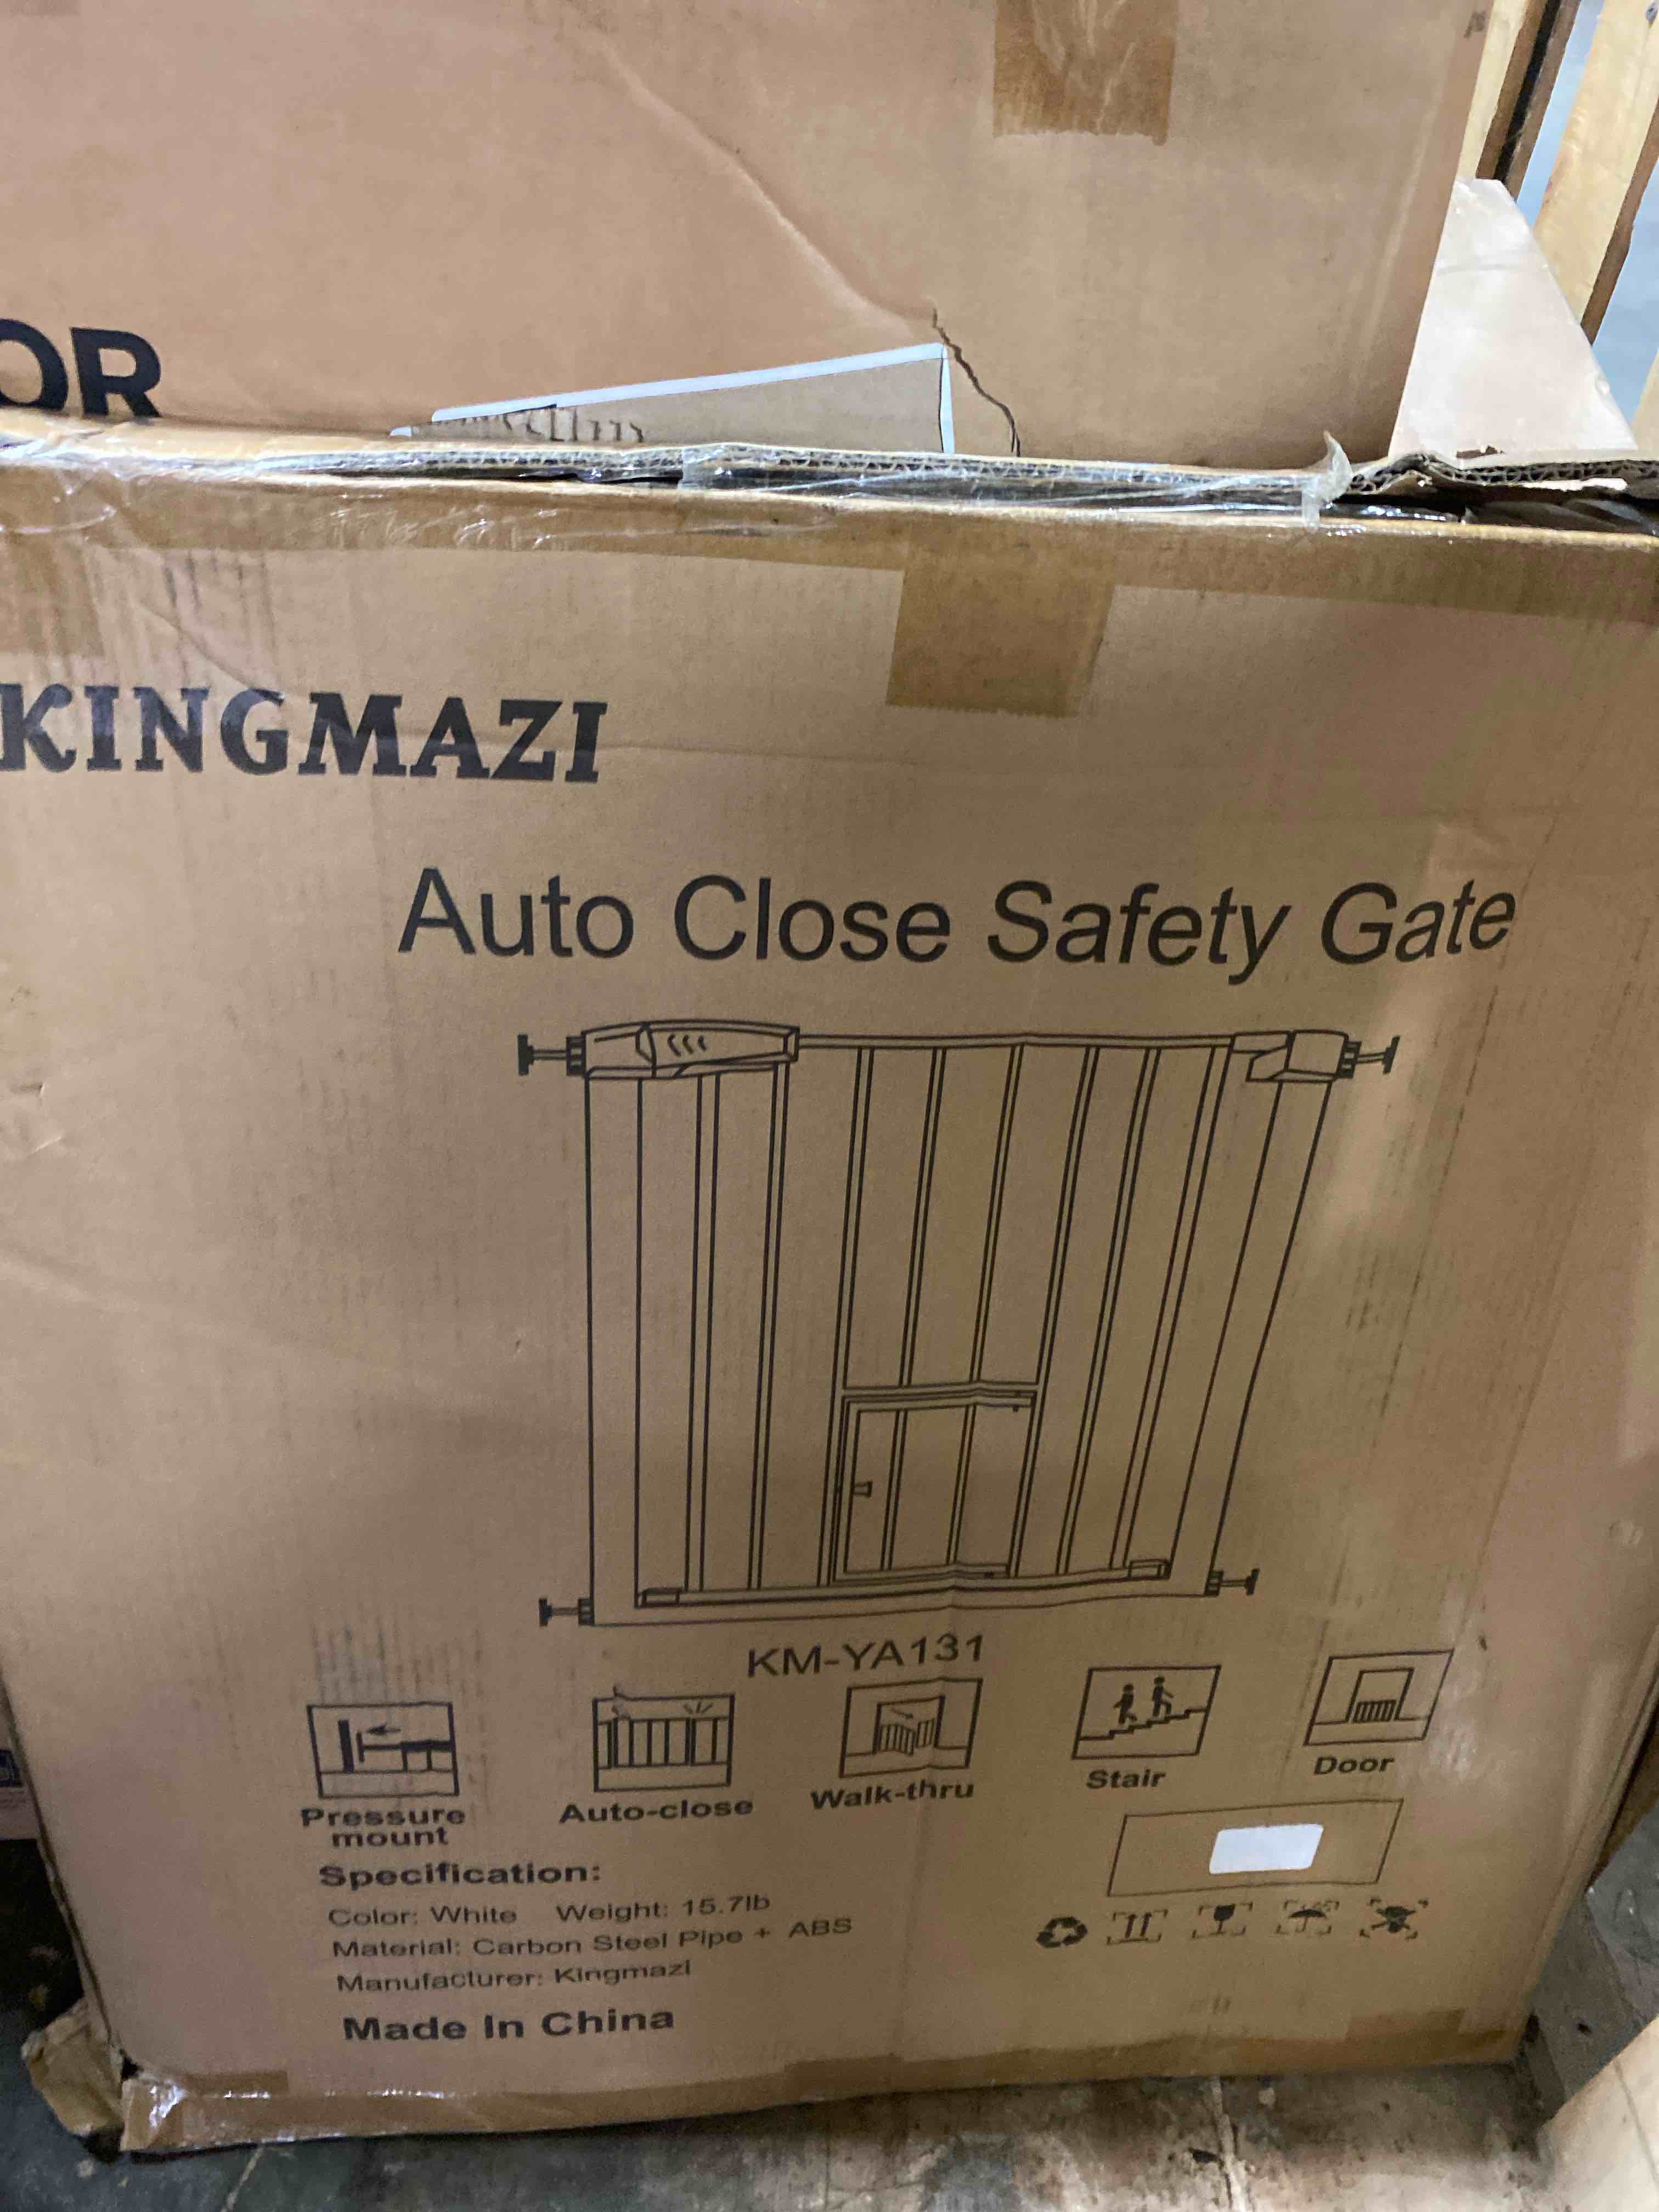 OR
KINGMAZI
Auto Close Safety Gate
KM-YA131
Pressure
mount
Auto-close
Walk-thru
Stair
Door
Specification:
Color: White Weight: 15.7lb
Material: Carbon Steel Pipe + ABS
Manufacturer: Kingmazi
Made In China